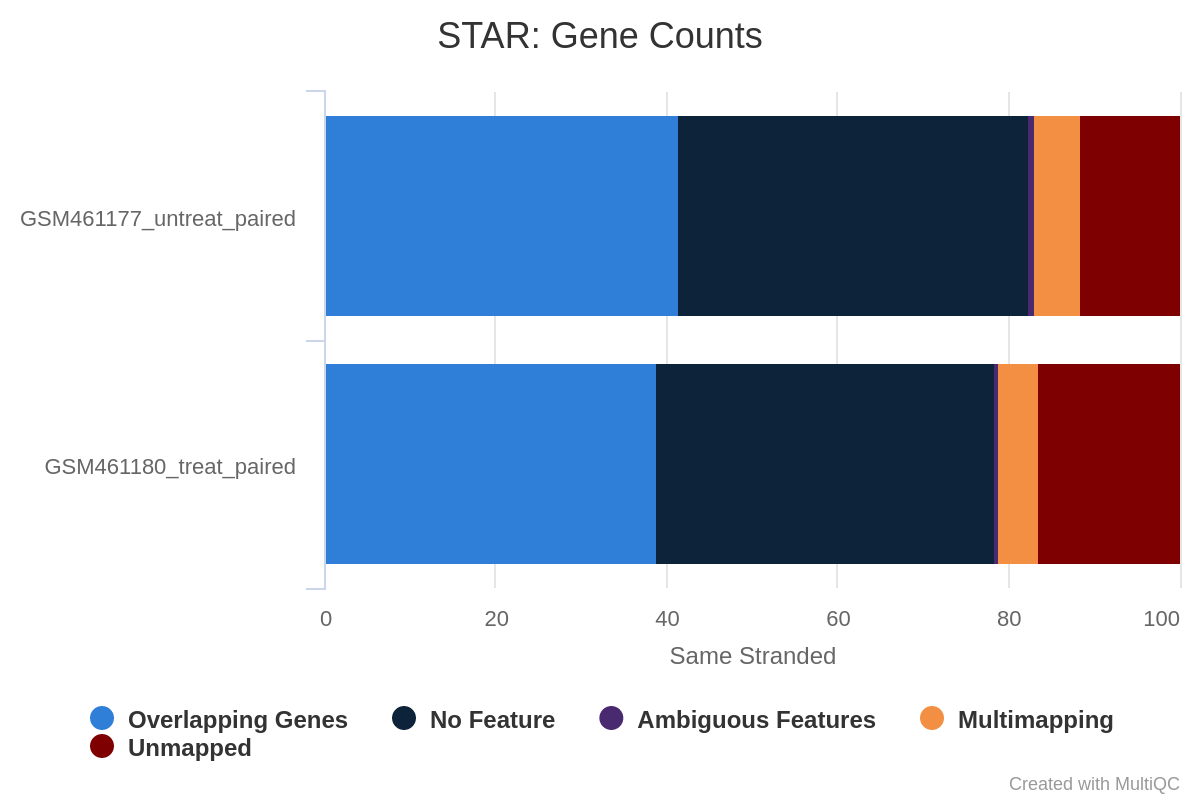 STAR: Gene Counts
GSM461177_untreat_paired
GSM461180_treat_paired
0 20 40 60 80 100
Same Stranded
Overlapping Genes No Feature Ambiguous Features Multimapping
Unmapped
Created with MultiQC